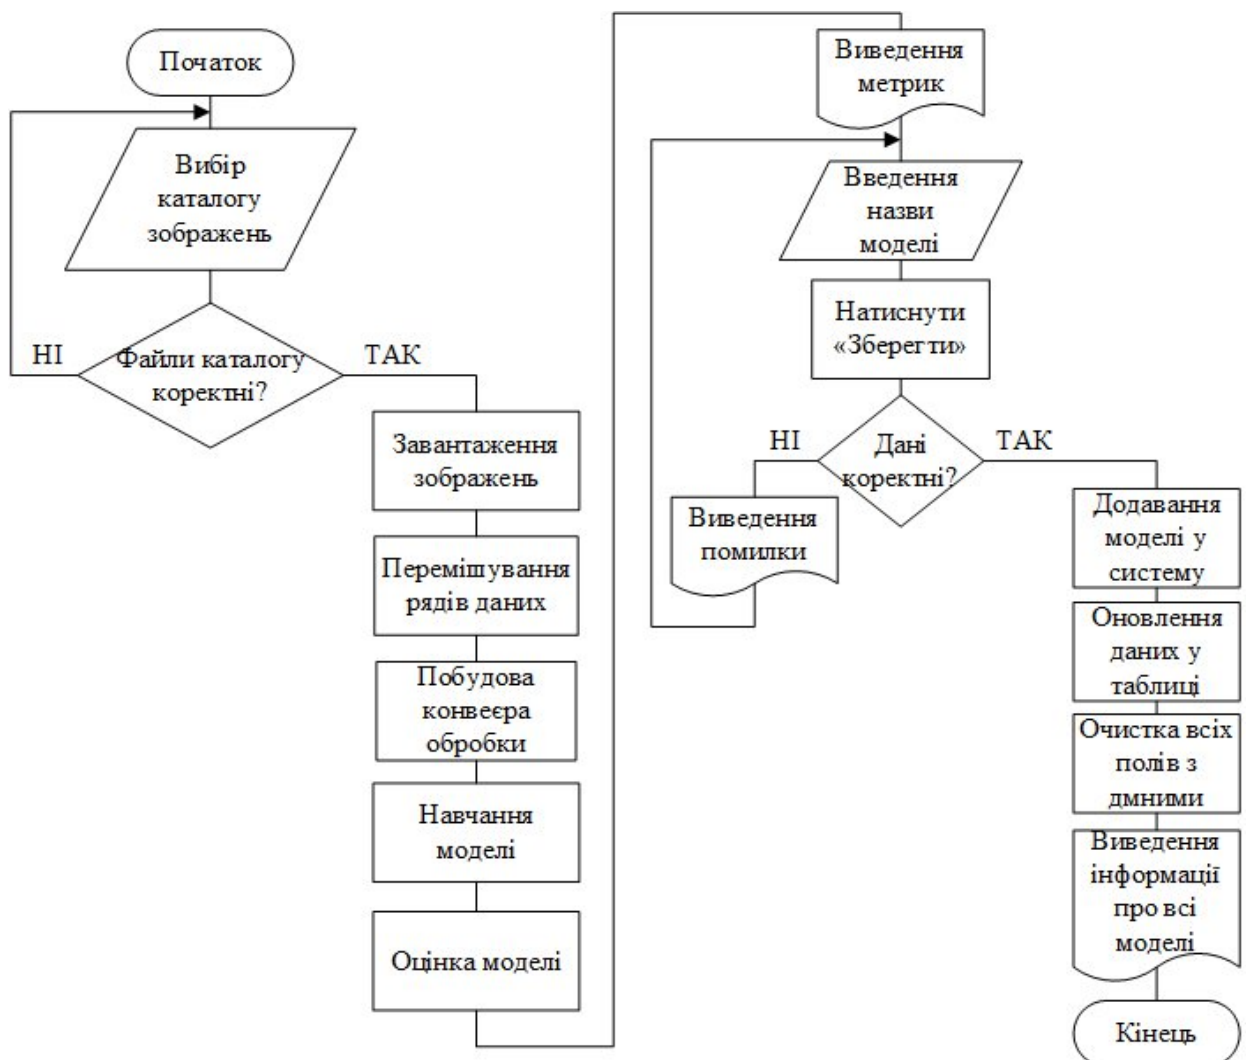 Початок
Вибір
каталогу
зображень
НІ
Файли каталогу
коректні?
ТАК
Завантаження
зображень
Перемішування
рядів даних
Побудова
конвеєра
обробки
Навчання
моделі
Оцінка моделі
Виведення
метрик
Введення
назви
моделі
Натиснути
«Зберегти»
НІ
Дані
коректні?
ТАК
Виведення
помилки
Додавання
моделі у
систему
Оновлення
даних у
таблиці
Очистка всіх
полів з
дмними
Виведення
інформації
про всі
моделі
Кінець